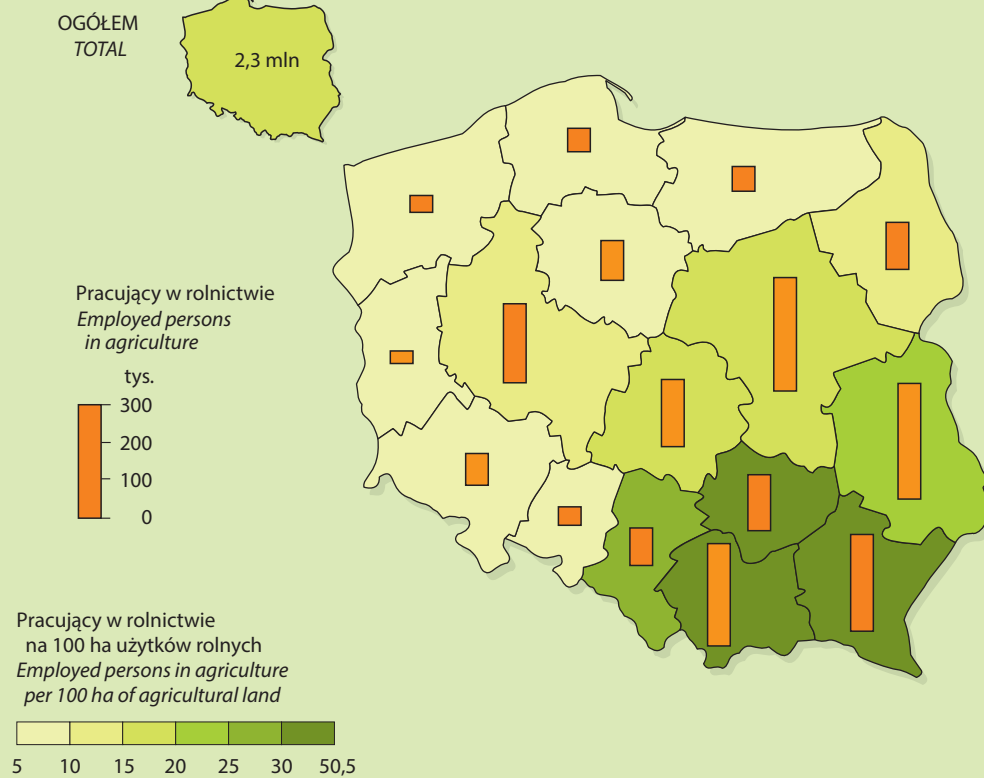 OGÓŁEM
TOTAL
2,3 mln
Pracujący w rolnictwie
Employed persons
in agriculture
tys.
300
200
100
0
Pracujący w rolnictwie
na 100 ha użytków rolnych
Employed persons in agriculture
per 100 ha of agricultural land
5 10 15 20 25 30 50,5